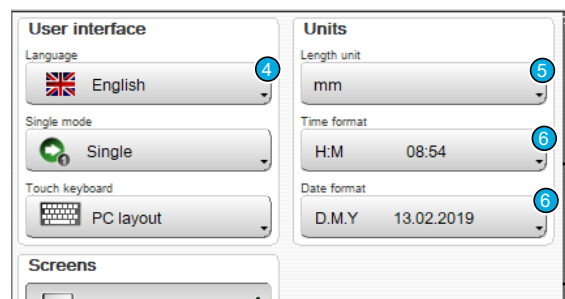 User interface
Language
4
English
Single mode
1
Single
Touch keyboard
PC layout
Units
Length unit
5
mm
Time format
6
H:M 08:54
Date format
6
D.M.Y 13.02.2019
Screens